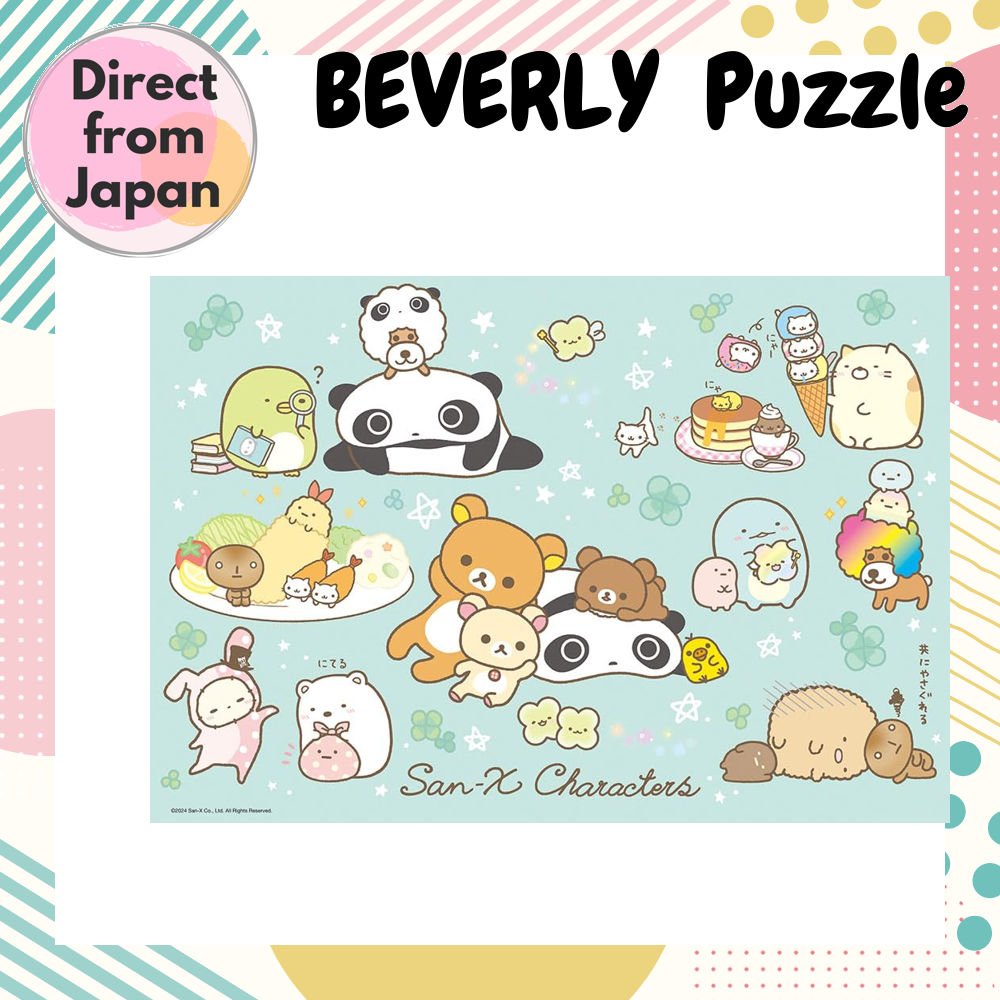 Direct
from
Japan
BEVERLY Puzzle
?
にゃー
にゃ
にてる
共にやさぐれる
San-X Characters
©2024 San-X Co., Ltd. All Rights Reserved.